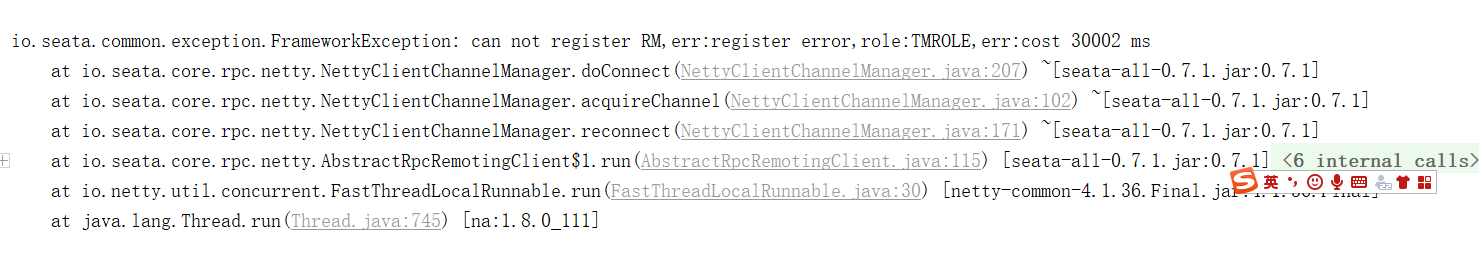 io.seata.common.exception.FrameworkException: can not register RM,err:register error,role:TMROLE,err:cost 30002 ms
at io.seata.core.rpc.netty.NettyClientChannelManager.doConnect(NettyClientChannelManager.java:207) ~[seata-all-0.7.1.jar:0.7.1]
at io.seata.core.rpc.netty.NettyClientChannelManager.acquireChannel(NettyClientChannelManager.java:102) ~[seata-all-0.7.1.jar:0.7.1]
at io.seata.core.rpc.netty.NettyClientChannelManager.reconnect(NettyClientChannelManager.java:171) ~[seata-all-0.7.1.jar:0.7.1]
at io.seata.core.rpc.netty.AbstractRpcRemotingClient$1.run(AbstractRpcRemotingClient.java:115) [seata-all-0.7.1.jar:0.7.1] <6 internal calls>
S 英
at io.netty.util.concurrent.FastThreadLocalRunnable.run(FastThreadLocalRunnable.java:30) [netty-common-4.1.36.Final.jar:4.1.36.Final]
at java.lang.Thread.run(Thread.java:745) [na:1.8.0_111]